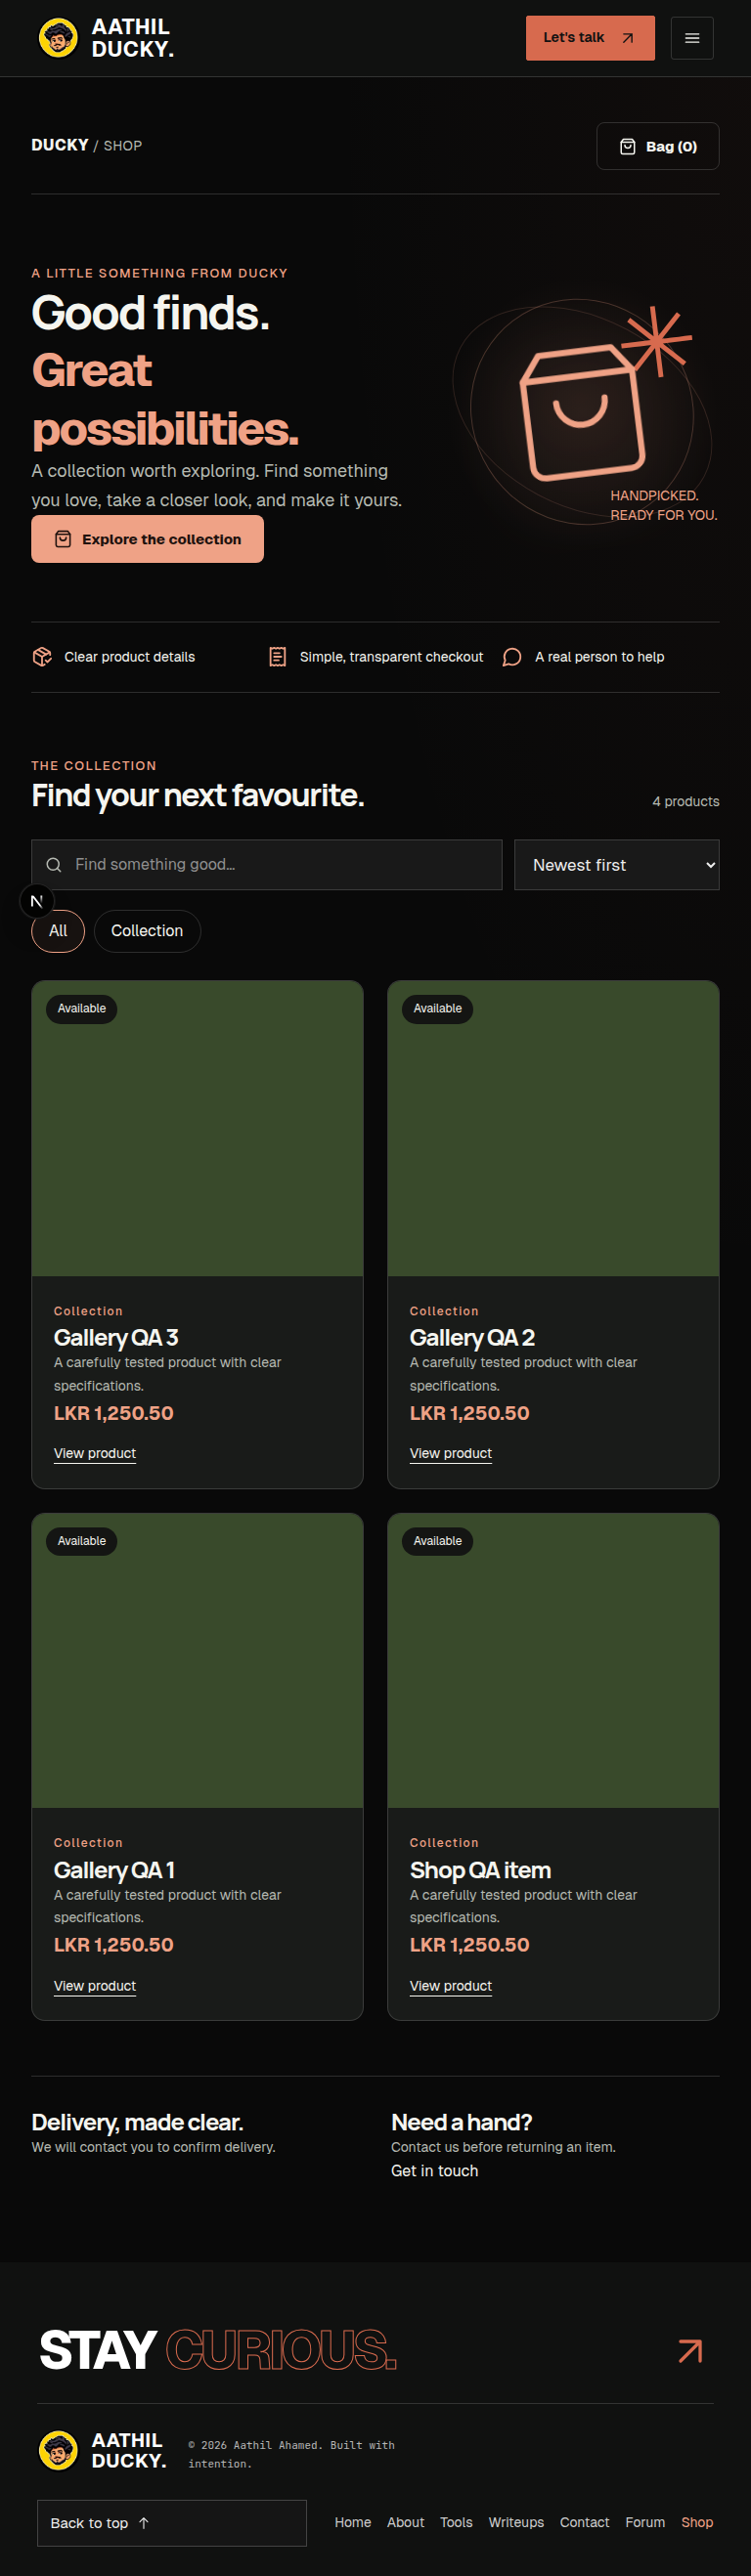 AATHIL
DUCKY.
Let's talk
DUCKY / SHOP
Bag (0)
A LITTLE SOMETHING FROM DUCKY
Good finds.
Great
possibilities.
A collection worth exploring. Find something
you love, take a closer look, and make it yours.
Explore the collection
HANDPICKED.
READY FOR YOU.
Clear product details
Simple, transparent checkout
A real person to help
THE COLLECTION
Find your next favourite.
4 products
Find something good...
Newest first
N
All
Collection
Available
Available
Collection
Gallery QA 3
A carefully tested product with clear
specifications.
LKR 1,250.50
View product
Collection
Gallery QA 2
A carefully tested product with clear
specifications.
LKR 1,250.50
View product
Available
Available
Collection
Gallery QA 1
A carefully tested product with clear
specifications.
LKR 1,250.50
View product
Collection
Shop QA item
A carefully tested product with clear
specifications.
LKR 1,250.50
View product
Delivery, made clear.
We will contact you to confirm delivery.
Need a hand?
Contact us before returning an item.
Get in touch
STAY CURIOUS.
AATHIL
DUCKY.
© 2026 Aathil Ahamed. Built with
intention.
Back to top ↑
Home About Tools Writeups Contact Forum Shop